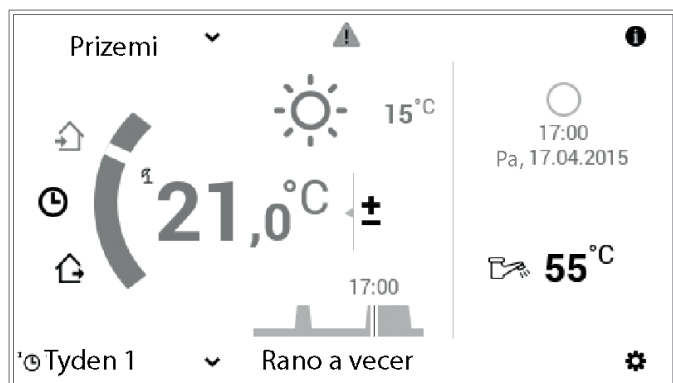 Prizemi
15°C
17:00
Pa, 17.04.2015
21,0°C
±
55°C
17:00
Tyden 1
Rano a vecer